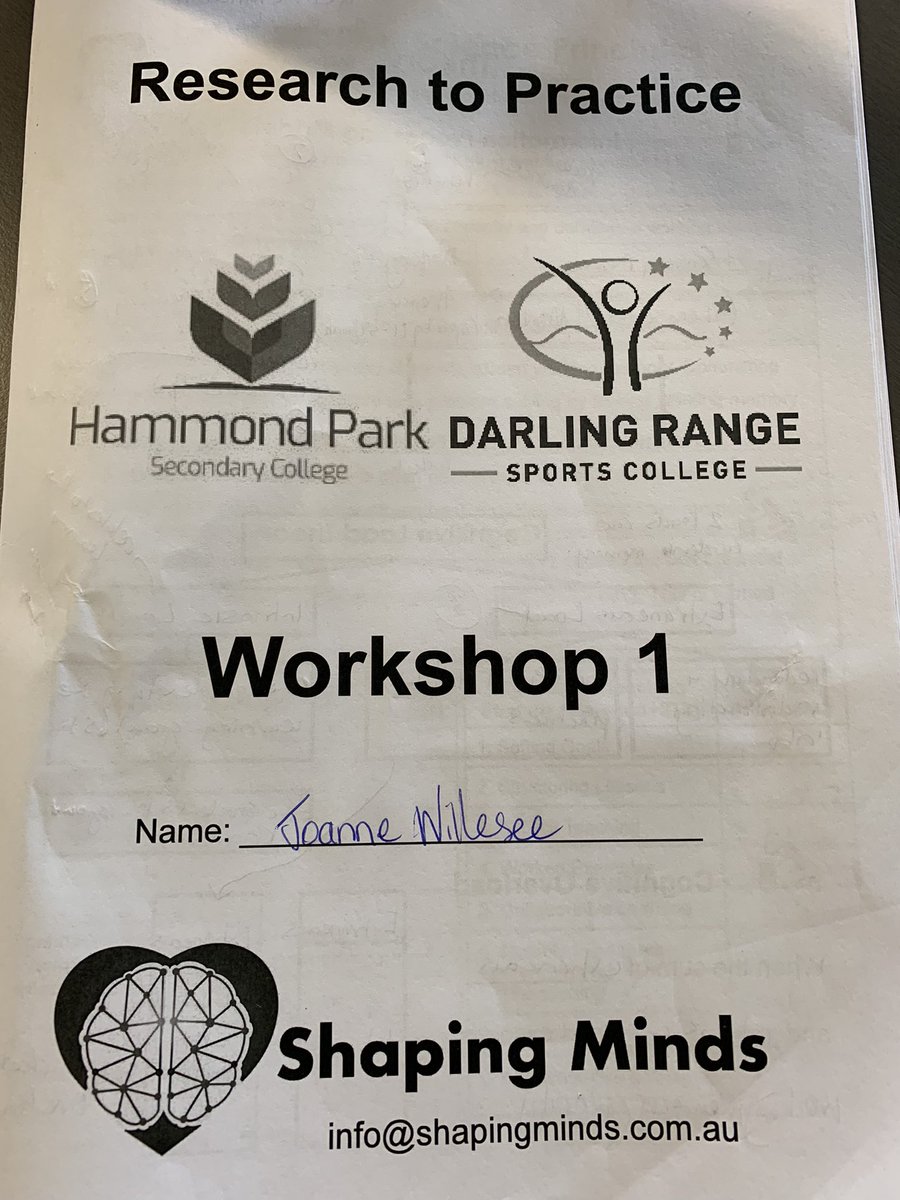 Research to Practice
Hammond Park
Secondary College
DARLING RANGE
SPORTS COLLEGE
Workshop 1
Name: Joanne Willesee
Shaping Minds
info@shapingminds.com.au